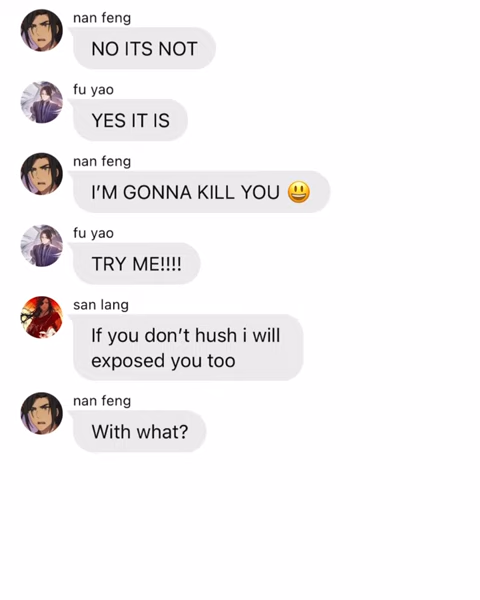 nan feng
NO ITS NOT
fu yao
YES IT IS
nan feng
I'M GONNA KILL YOU 😃
fu yao
TRY ME!!!!
san lang
If you don't hush i will
exposed you too
nan feng
With what?